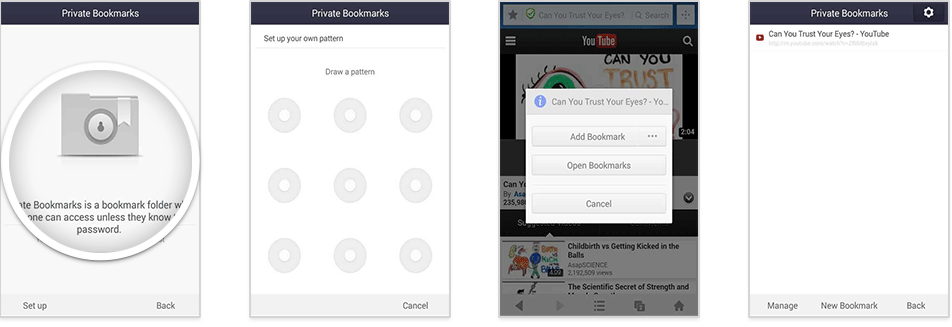 Private Bookmarks
ate Bookmarks is a bookmark folder w
one can access unless they know
password.
Set up
Back
Private Bookmarks
Set up your own pattern
Draw a pattern
Cancel
Can You Trust Your Eyes?
Search
YouTube
CAN YOU
TRUST
2:04
Can You Trust Your Eyes? - Yo...
Add Bookmark ...
Open Bookmarks
Cancel
Can Y
By Asap
235,98
Suggested Videos
Childbirth vs Getting Kicked in the
Balls
AsapSCIENCE
2,192,509 views
4:00
The Scientific Secret of Strength and
Private Bookmarks
Can You Trust Your Eyes? - YouTube
Manage
New Bookmark
Back